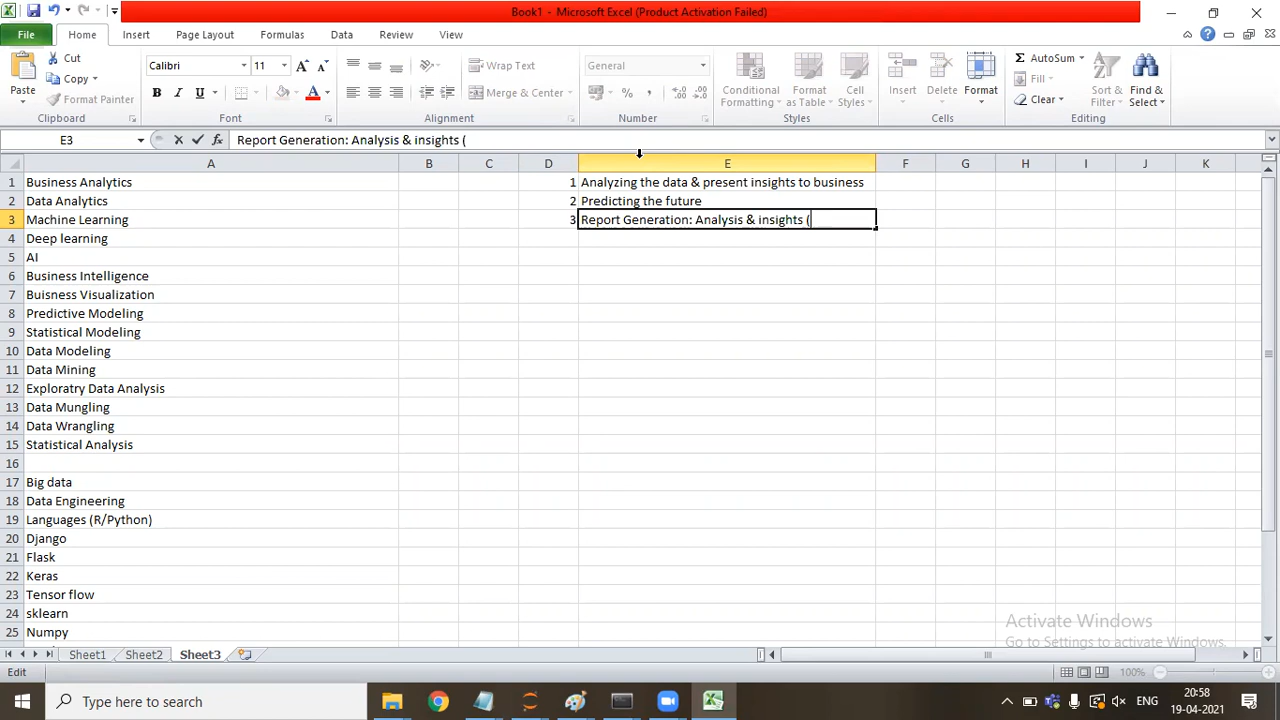 Book1 - Microsoft Excel (Product Activation Failed)
File Home Insert Page Layout Formulas Data Review View
Paste
Cut
Copy
Format Painter
Clipboard
Calibri 11
B I U
Font
Wrap Text
Merge & Center
Alignment
General
%
Number
Conditional Formatting
Format as Table
Cell Styles
Styles
Insert
Delete
Format
Cells
AutoSum
Fill
Clear
Sort & Filter
Find & Select
Editing
E3 fx Report Generation: Analysis & insights (
A B C D E F G H I J K
1 Business Analytics 1 Analyzing the data & present insights to business
2 Data Analytics 2 Predicting the future
3 Machine Learning 3 Report Generation: Analysis & insights (
4 Deep learning
5 AI
6 Business Intelligence
7 Buisness Visualization
8 Predictive Modeling
9 Statistical Modeling
10 Data Modeling
11 Data Mining
12 Exploratry Data Analysis
13 Data Mungling
14 Data Wrangling
15 Statistical Analysis
16
17 Big data
18 Data Engineering
19 Languages (R/Python)
20 Django
21 Flask
22 Keras
23 Tensor flow
24 sklearn
25 Numpy
Activate Windows
Go to Settings to activate Windows.
Sheet1 Sheet2 Sheet3
Edit 100%
Type here to search
ENG
20:58
19-04-2021